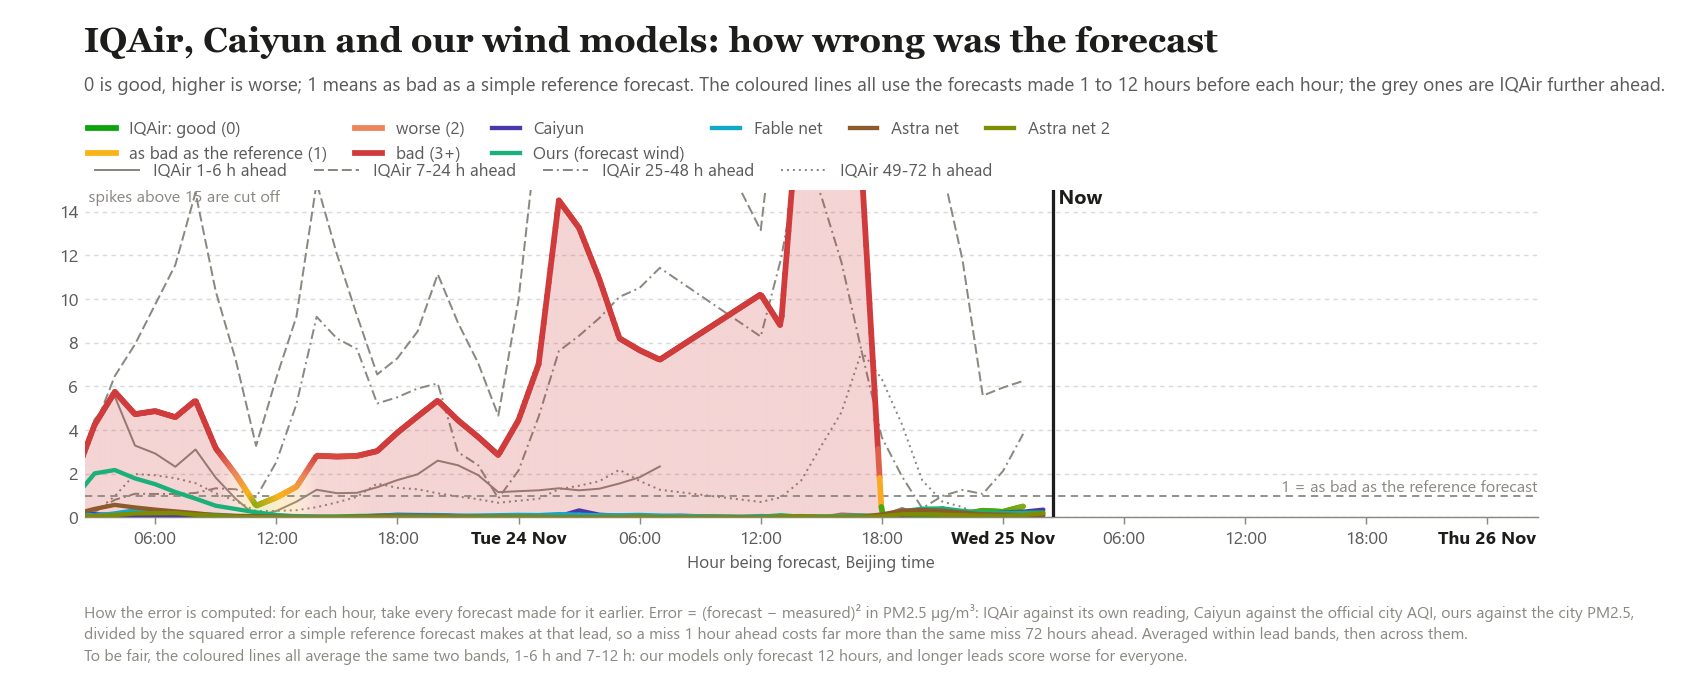 IQAir, Caiyun and our wind models: how wrong was the forecast
0 is good, higher is worse; 1 means as bad as a simple reference forecast. The coloured lines all use the forecasts made 1 to 12 hours before each hour; the grey ones are IQAir further ahead.
IQAir: good (0) worse (2) Caiyun Fable net Astra net Astra net 2
as bad as the reference (1) bad (3+) Ours (forecast wind)
IQAir 1-6 h ahead IQAir 7-24 h ahead IQAir 25-48 h ahead IQAir 49-72 h ahead
spikes above 15 are cut off
Now
14
12
10
8
6
4
2
0
1 = as bad as the reference forecast
06:00 12:00 18:00 Tue 24 Nov 06:00 12:00 18:00 Wed 25 Nov 06:00 12:00 18:00 Thu 26 Nov
Hour being forecast, Beijing time
How the error is computed: for each hour, take every forecast made for it earlier. Error = (forecast − measured)² in PM2.5 µg/m³: IQAir against its own reading, Caiyun against the official city AQI, ours against the city PM2.5,
divided by the squared error a simple reference forecast makes at that lead, so a miss 1 hour ahead costs far more than the same miss 72 hours ahead. Averaged within lead bands, then across them.
To be fair, the coloured lines all average the same two bands, 1-6 h and 7-12 h: our models only forecast 12 hours, and longer leads score worse for everyone.